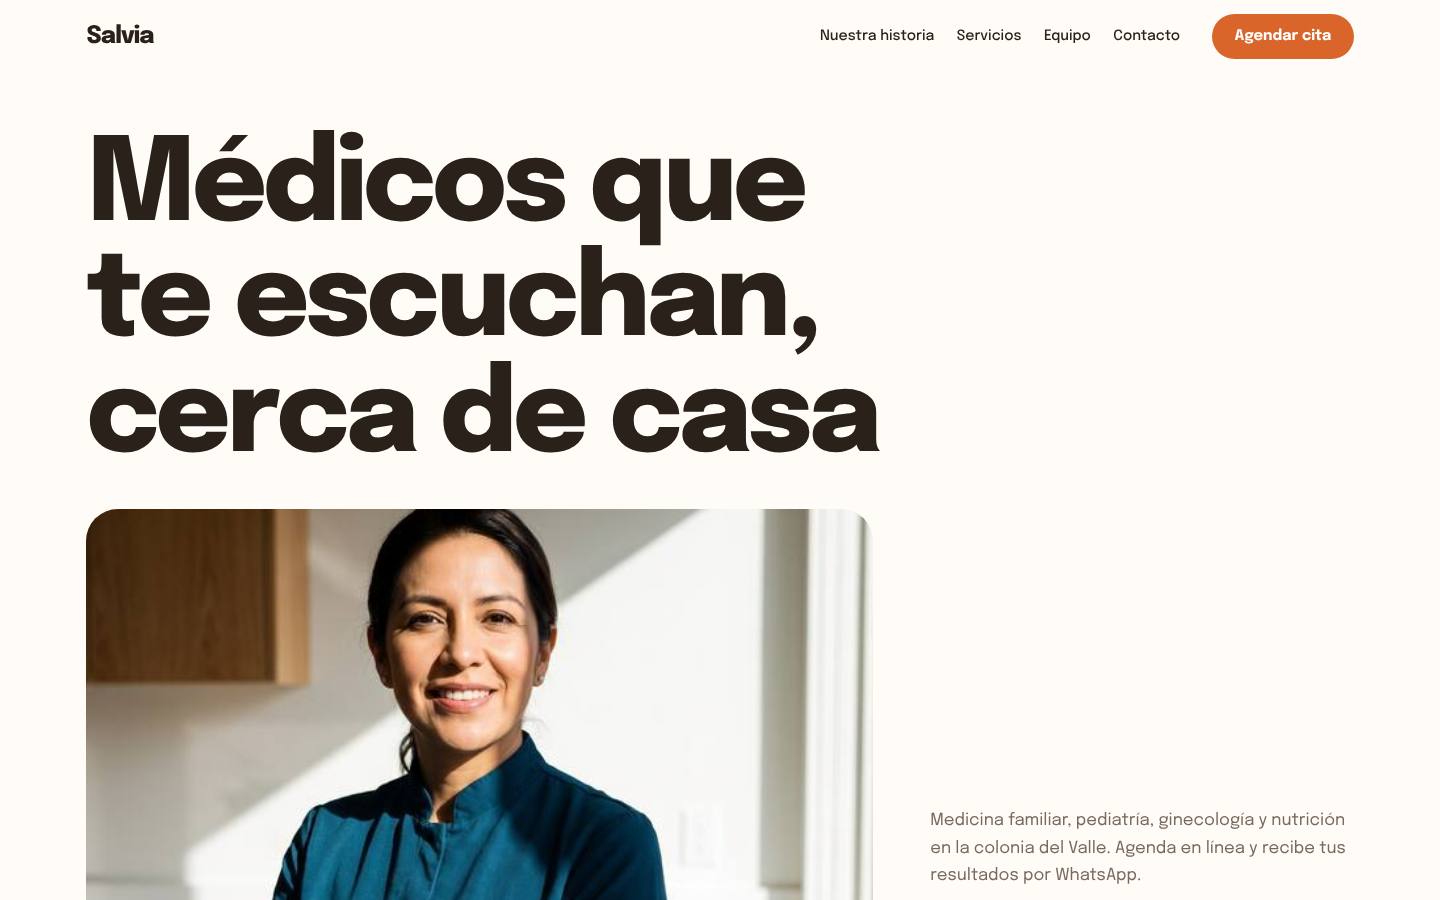 Salvia
Nuestra historia
Servicios
Equipo
Contacto
Agendar cita
Médicos que
te escuchan,
cerca de casa
Medicina familiar, pediatría, ginecología y nutrición
en la colonia del Valle. Agenda en línea y recibe tus
resultados por WhatsApp.